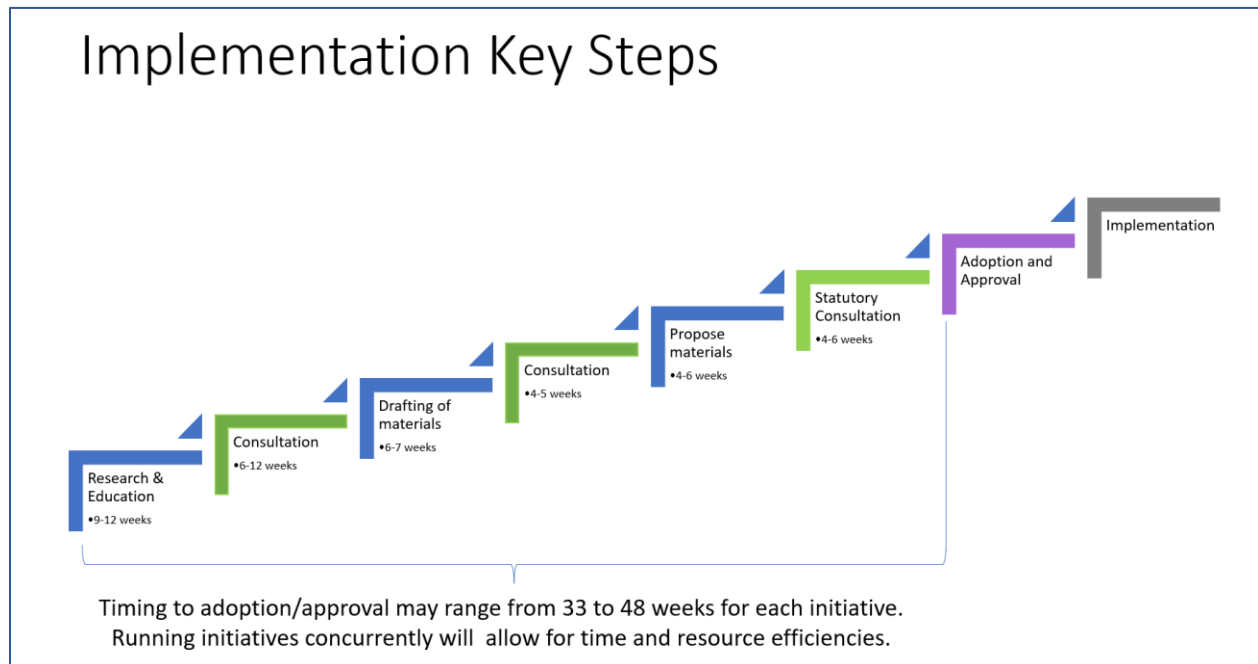 Implementation Key Steps
Research &
Education
•9-12 weeks
Consultation
•6-12 weeks
Drafting of
materials
•6-7 weeks
Consultation
•4-5 weeks
Propose
materials
•4-6 weeks
Statutory
Consultation
•4-6 weeks
Adoption and
Approval
Implementation
Timing to adoption/approval may range from 33 to 48 weeks for each initiative.
Running initiatives concurrently will  allow for time and resource efficiencies.